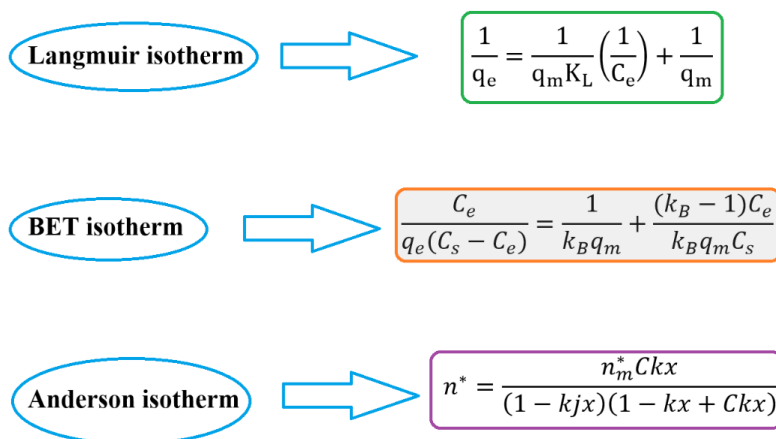 Langmuir isotherm
1/q_e = 1/(q_m K_L) (1/C_e) + 1/q_m
BET isotherm
C_e/(q_e(C_s − C_e)) = 1/(k_B q_m) + ((k_B − 1)C_e)/(k_B q_m C_s)
Anderson isotherm
n* = (n*_m Ckx)/((1 − kjx)(1 − kx + Ckx))